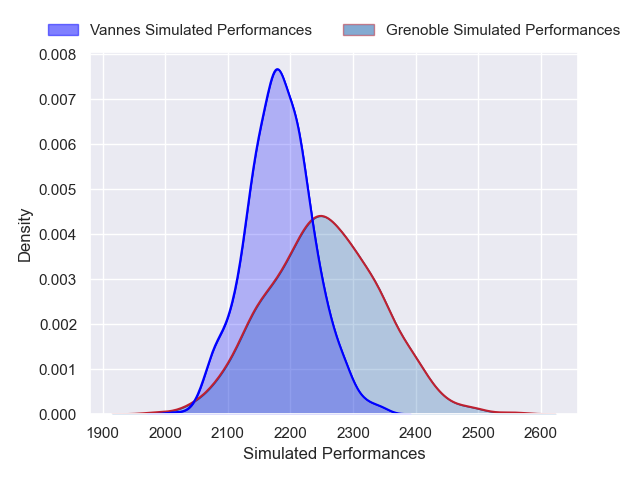 Vannes Simulated Performances Grenoble Simulated Performances
0.008
0.007
0.006
0.005
0.004
0.003
0.002
0.001
0.000
Density
1900 2000 2100 2200 2300 2400 2500 2600
Simulated Performances